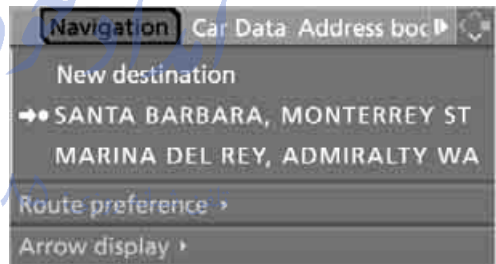 Navigation Car Data Address boc
New destination
SANTA BARBARA, MONTERREY ST
MARINA DEL REY, ADMIRALTY WA
Route preference
Arrow display